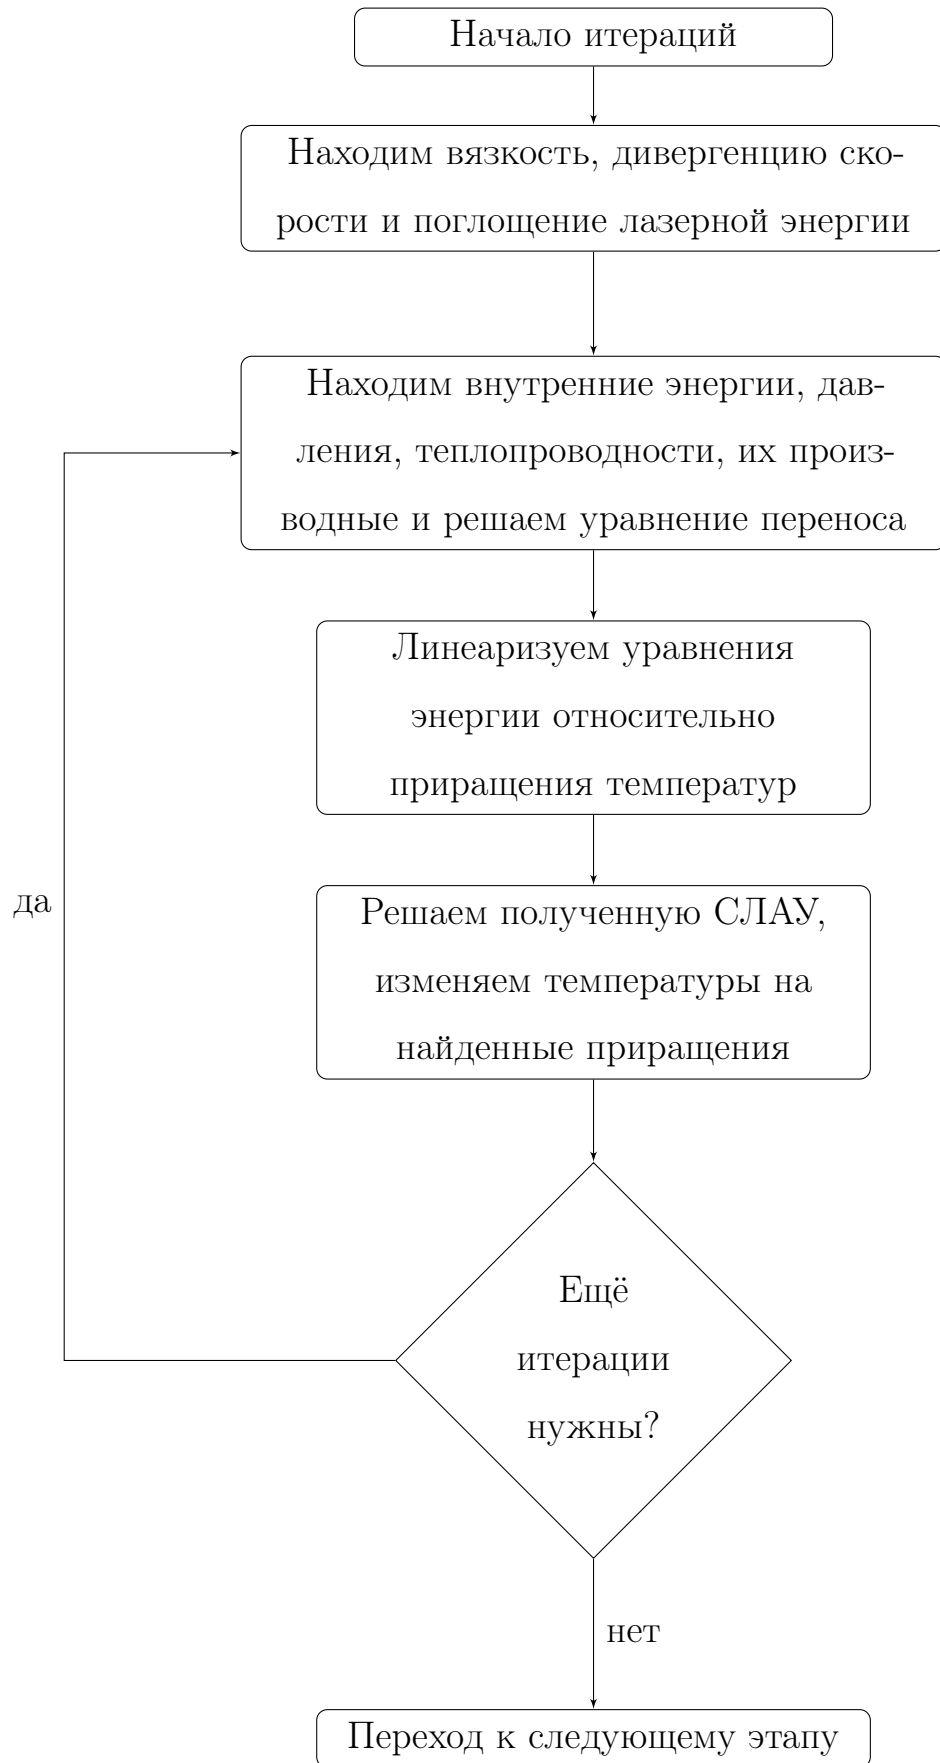 Начало итераций
Находим вязкость, дивергенцию ско-
рости и поглощение лазерной энергии
Находим внутренние энергии, дав-
ления, теплопроводности, их произ-
водные и решаем уравнение переноса
Линеаризуем уравнения
энергии относительно
приращения температур
да
Решаем полученную СЛАУ,
изменяем температуры на
найденные приращения
Ещё
итерации
нужны?
нет
Переход к следующему этапу